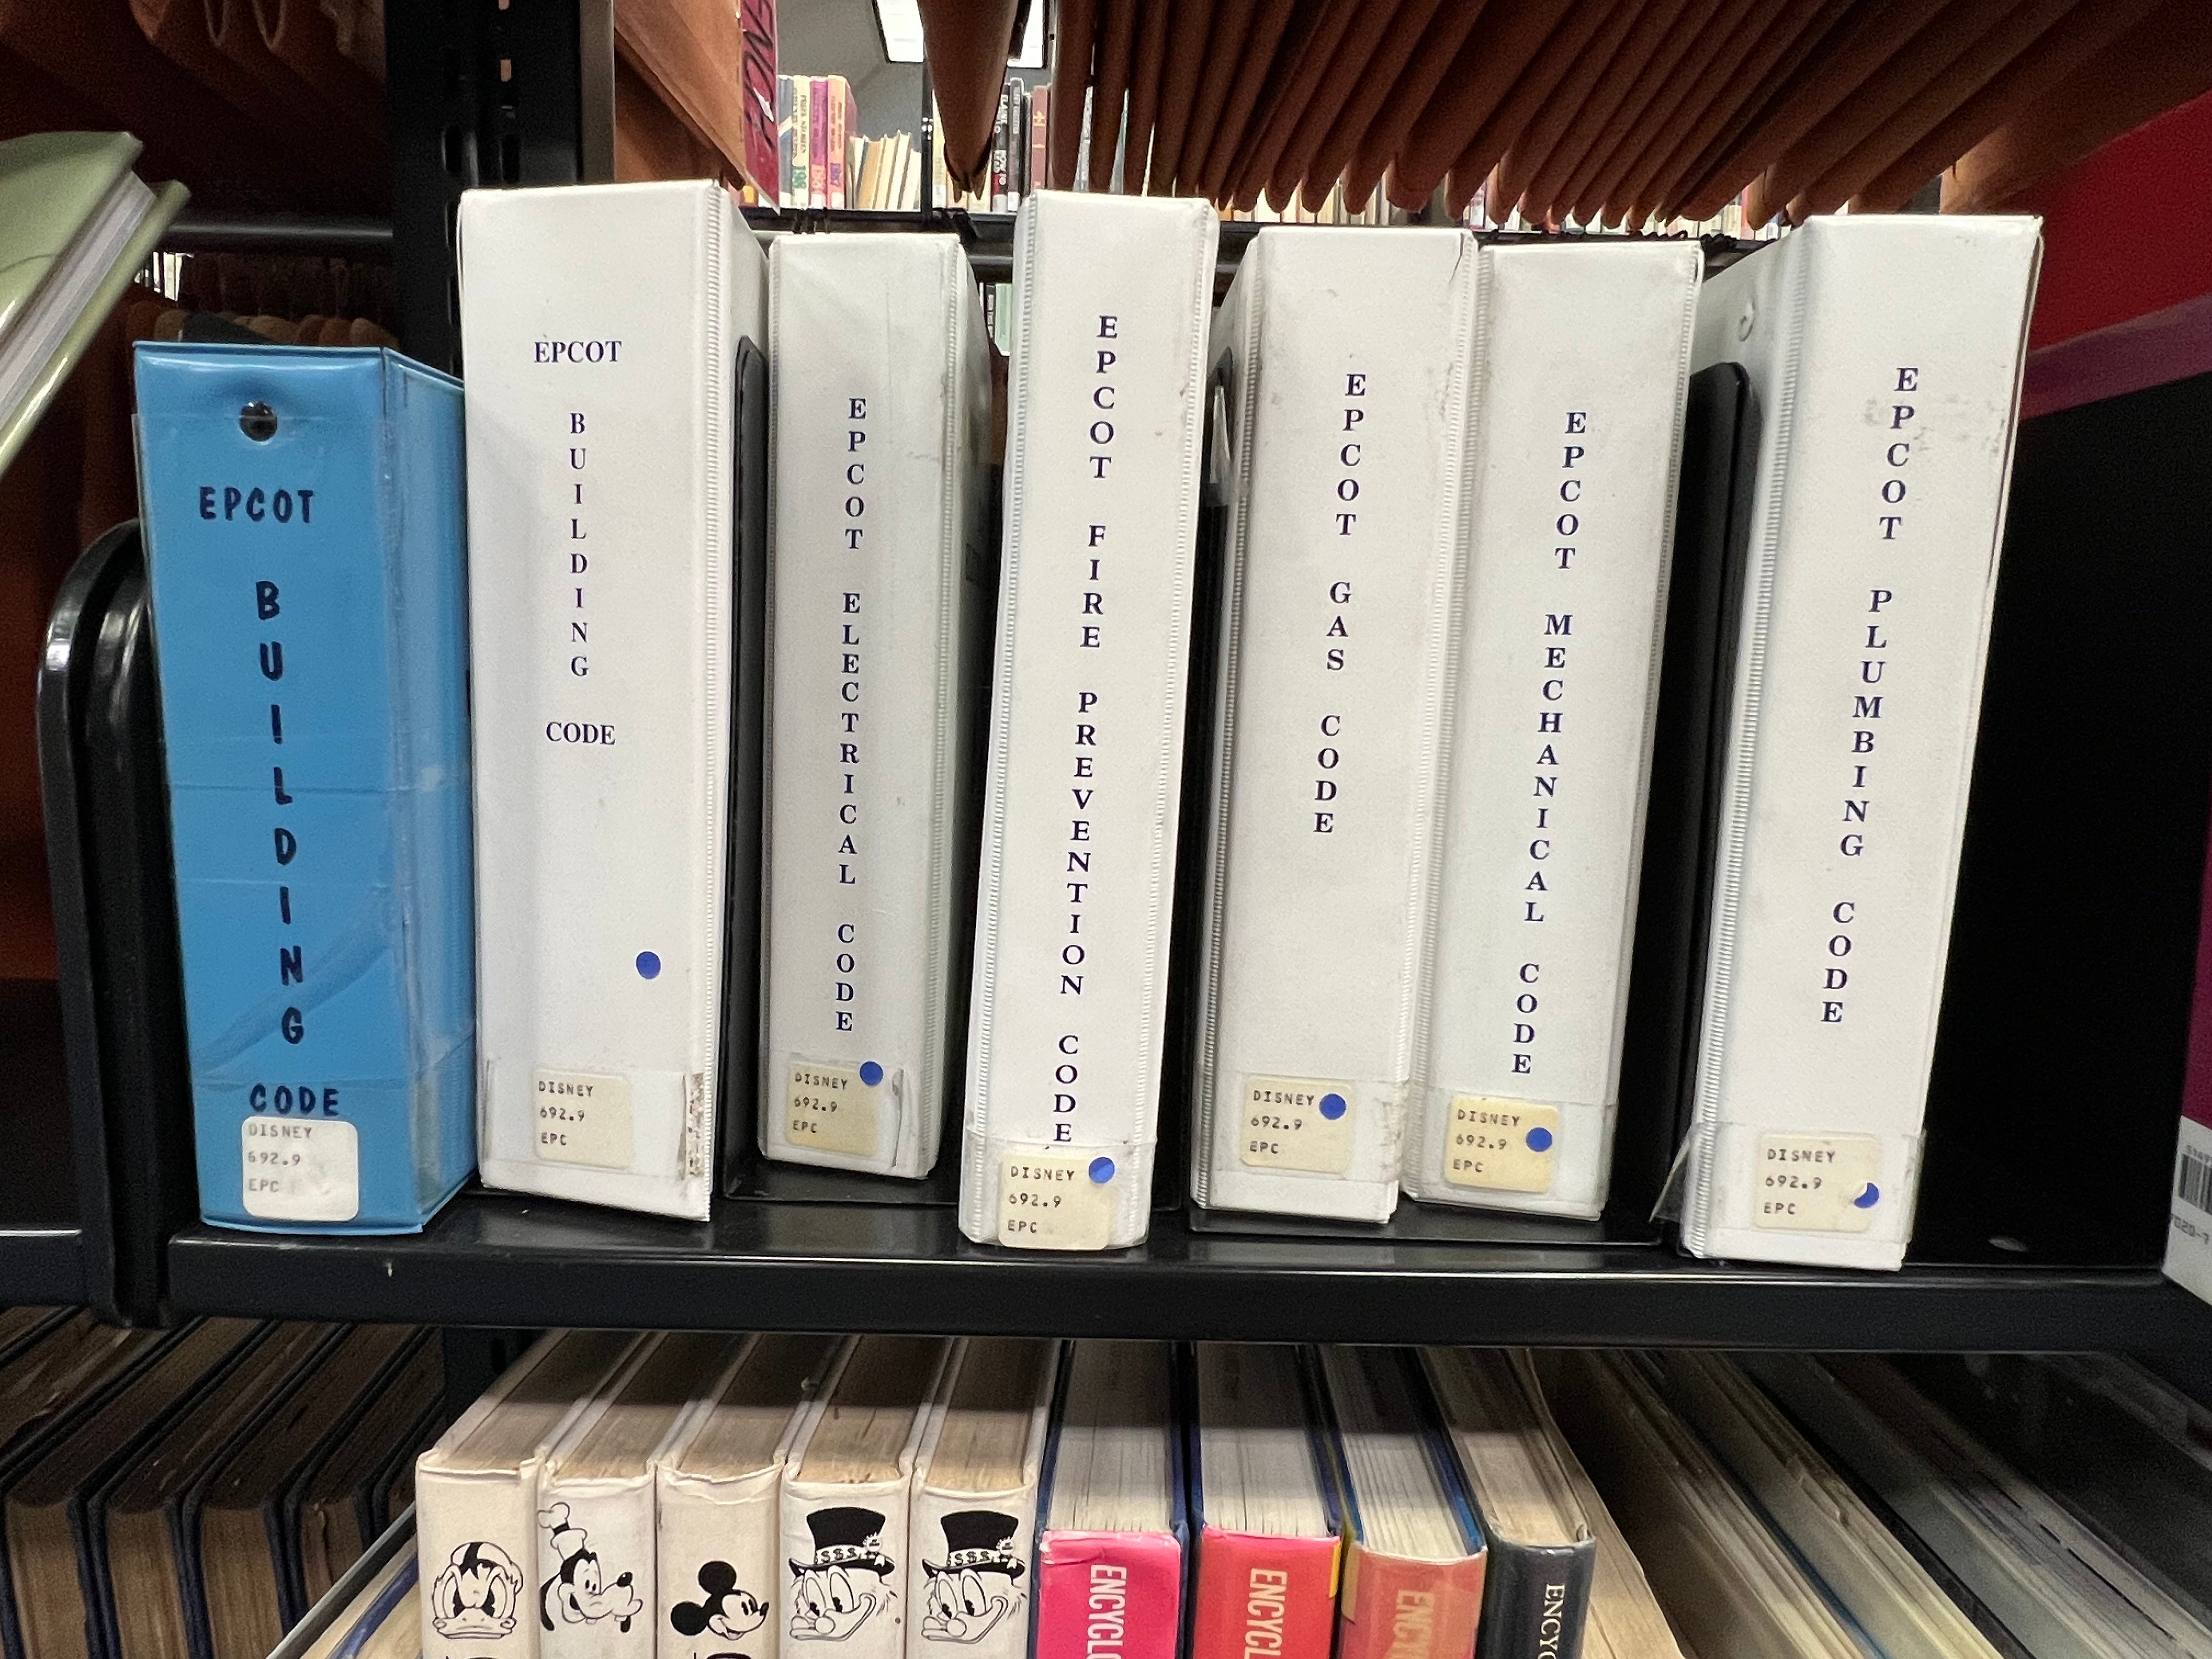 EPCOT
BUILDING
CODE
DISNEY
692.9
EPC
EPCOT
BUILDING
CODE
DISNEY
692.9
EPC
EPCOT ELECTRICAL CODE
DISNEY
692.9
EPC
EPCOT FIRE PREVENTION CODE
DISNEY
692.9
EPC
EPCOT GAS CODE
DISNEY
692.9
EPC
EPCOT MECHANICAL CODE
DISNEY
692.9
EPC
EPCOT PLUMBING CODE
DISNEY
692.9
EPC
$$$
$$$
ENCYCLO
ENCYCL
ENCYC